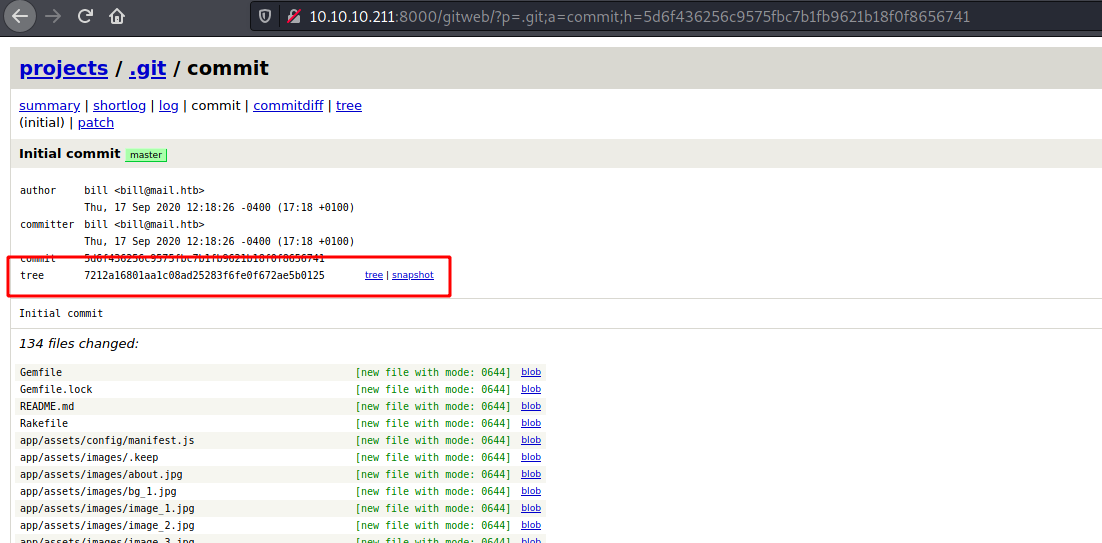 10.10.10.211:8000/gitweb/?p=.git;a=commit;h=5d6f436256c9575fbc7b1fb9621b18f0f8656741
projects / .git / commit
summary | shortlog | log | commit | commitdiff | tree
(initial) | patch
Initial commit master
author bill <bill@mail.htb>
Thu, 17 Sep 2020 12:18:26 -0400 (17:18 +0100)
committer bill <bill@mail.htb>
Thu, 17 Sep 2020 12:18:26 -0400 (17:18 +0100)
commit 5d6f436256c9575fbc7b1fb9621b18f0f8656741
tree 7212a16801aa1c08ad25283f6fe0f672ae5b0125 tree | snapshot
Initial commit
134 files changed:
Gemfile [new file with mode: 0644] blob
Gemfile.lock [new file with mode: 0644] blob
README.md [new file with mode: 0644] blob
Rakefile [new file with mode: 0644] blob
app/assets/config/manifest.js [new file with mode: 0644] blob
app/assets/images/.keep [new file with mode: 0644] blob
app/assets/images/about.jpg [new file with mode: 0644] blob
app/assets/images/bg_1.jpg [new file with mode: 0644] blob
app/assets/images/image_1.jpg [new file with mode: 0644] blob
app/assets/images/image_2.jpg [new file with mode: 0644] blob
app/assets/images/image_3.jpg [new file with mode: 0644] blob